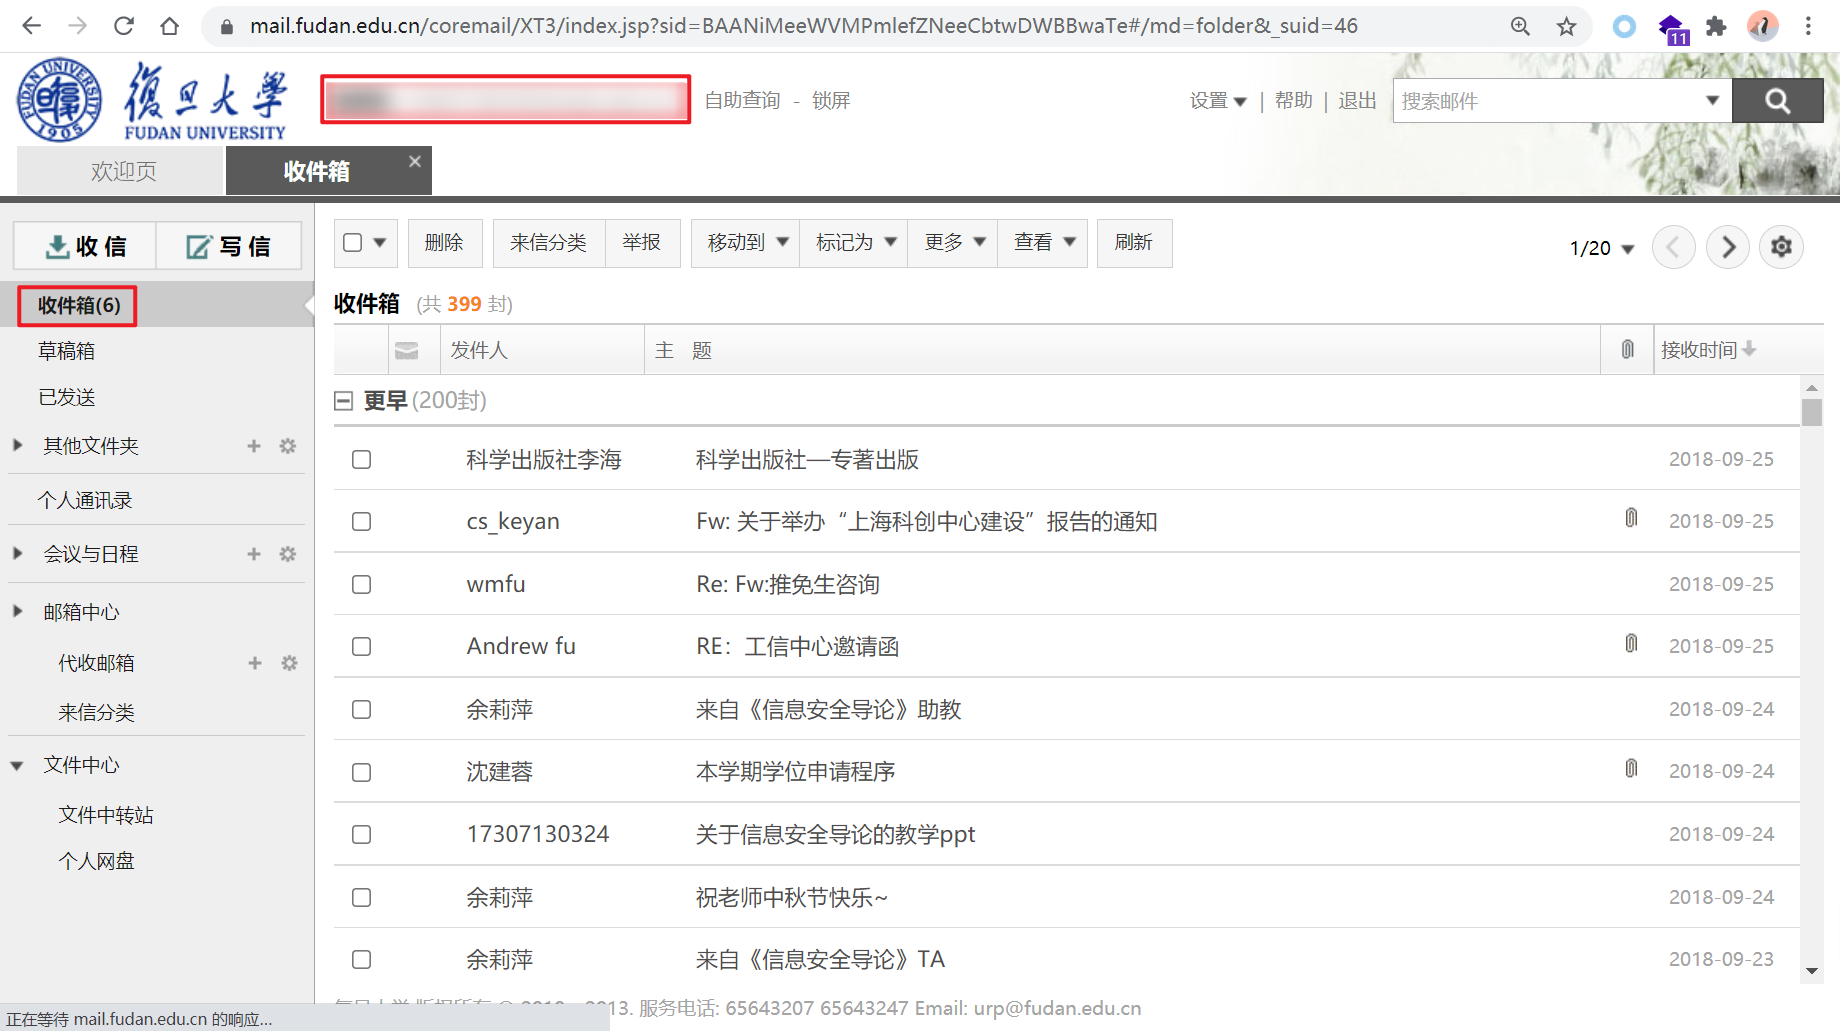 mail.fudan.edu.cn/coremail/XT3/index.jsp?sid=BAANiMeeWVMPmlefZNeeCbtwDWBBwaTe#/md=folder&_suid=46
11
FUDAN UNIVERSITY
1905
復旦大學
FUDAN UNIVERSITY
自助查询 - 锁屏
设置 | 帮助 | 退出
搜索邮件
欢迎页
收件箱
收信
写信
收件箱(6)
草稿箱
已发送
其他文件夹
个人通讯录
会议与日程
邮箱中心
代收邮箱
来信分类
文件中心
文件中转站
个人网盘
删除 来信分类 举报 移动到 标记为 更多 查看 刷新
1/20
收件箱 (共 399 封)
发件人 主 题 接收时间
更早(200封)
科学出版社李海 科学出版社—专著出版 2018-09-25
cs_keyan Fw: 关于举办“上海科创中心建设”报告的通知 2018-09-25
wmfu Re: Fw:推免生咨询 2018-09-25
Andrew fu RE：工信中心邀请函 2018-09-25
余莉萍 来自《信息安全导论》助教 2018-09-24
沈建蓉 本学期学位申请程序 2018-09-24
17307130324 关于信息安全导论的教学ppt 2018-09-24
余莉萍 祝老师中秋节快乐~ 2018-09-24
余莉萍 来自《信息安全导论》TA 2018-09-23
13. 服务电话: 65643207 65643247 Email: urp@fudan.edu.cn
正在等待 mail.fudan.edu.cn 的响应...